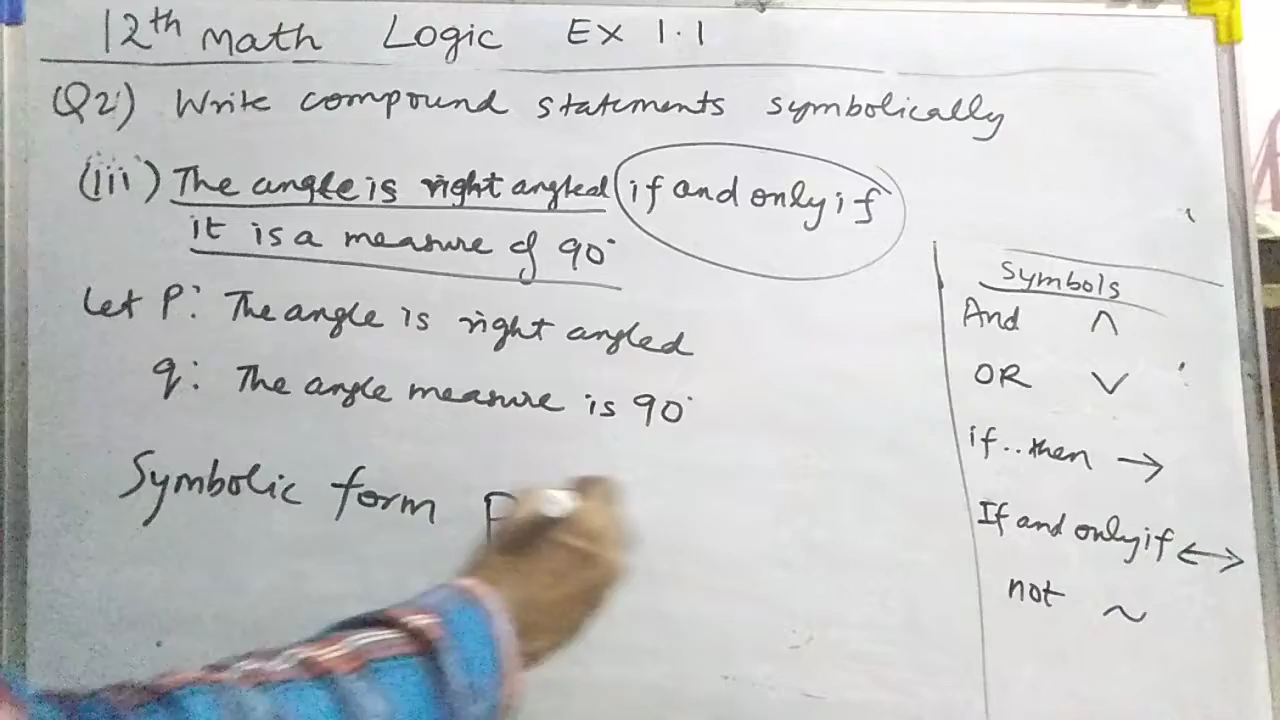 12th Math Logic Ex 1.1
Q2) Write compound statements symbolically
(iii) The angle is right angled if and only if
it is a measure of 90°
Let P: The angle is right angled
q: The angle measure is 90°
Symbolic form P
Symbols
And ∧
OR ∨
if..then →
If and only if ↔
not ~